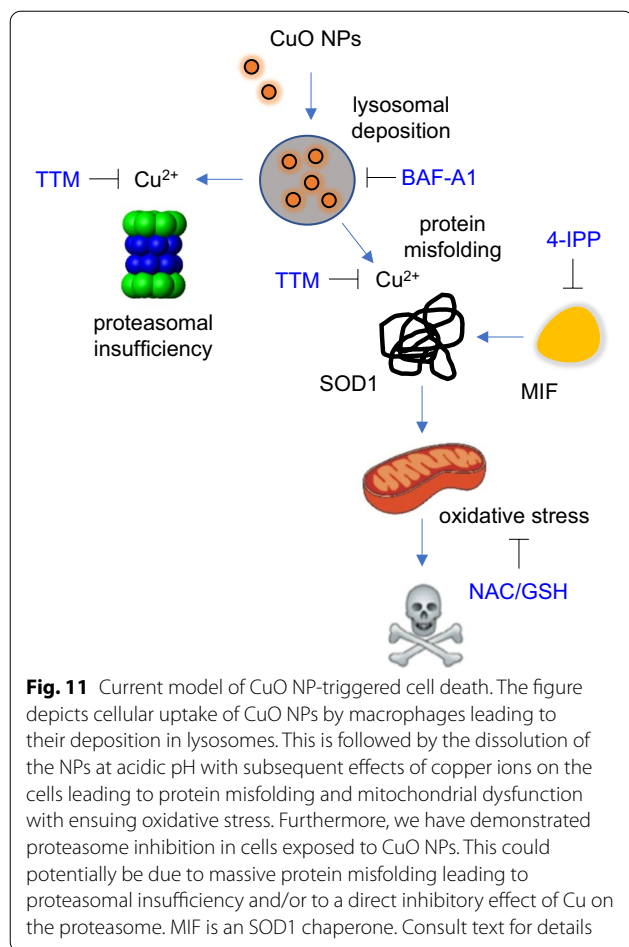 CuO NPs
lysosomal
deposition
TTM
Cu²⁺
BAF-A1
protein
misfolding
4-IPP
TTM
Cu²⁺
proteasomal
insufficiency
SOD1
MIF
oxidative stress
NAC/GSH
Fig. 11 Current model of CuO NP-triggered cell death. The figure
depicts cellular uptake of CuO NPs by macrophages leading to
their deposition in lysosomes. This is followed by the dissolution of
the NPs at acidic pH with subsequent effects of copper ions on the
cells leading to protein misfolding and mitochondrial dysfunction
with ensuing oxidative stress. Furthermore, we have demonstrated
proteasome inhibition in cells exposed to CuO NPs. This could
potentially be due to massive protein misfolding leading to
proteasomal insufficiency and/or to a direct inhibitory effect of Cu on
the proteasome. MIF is an SOD1 chaperone. Consult text for details